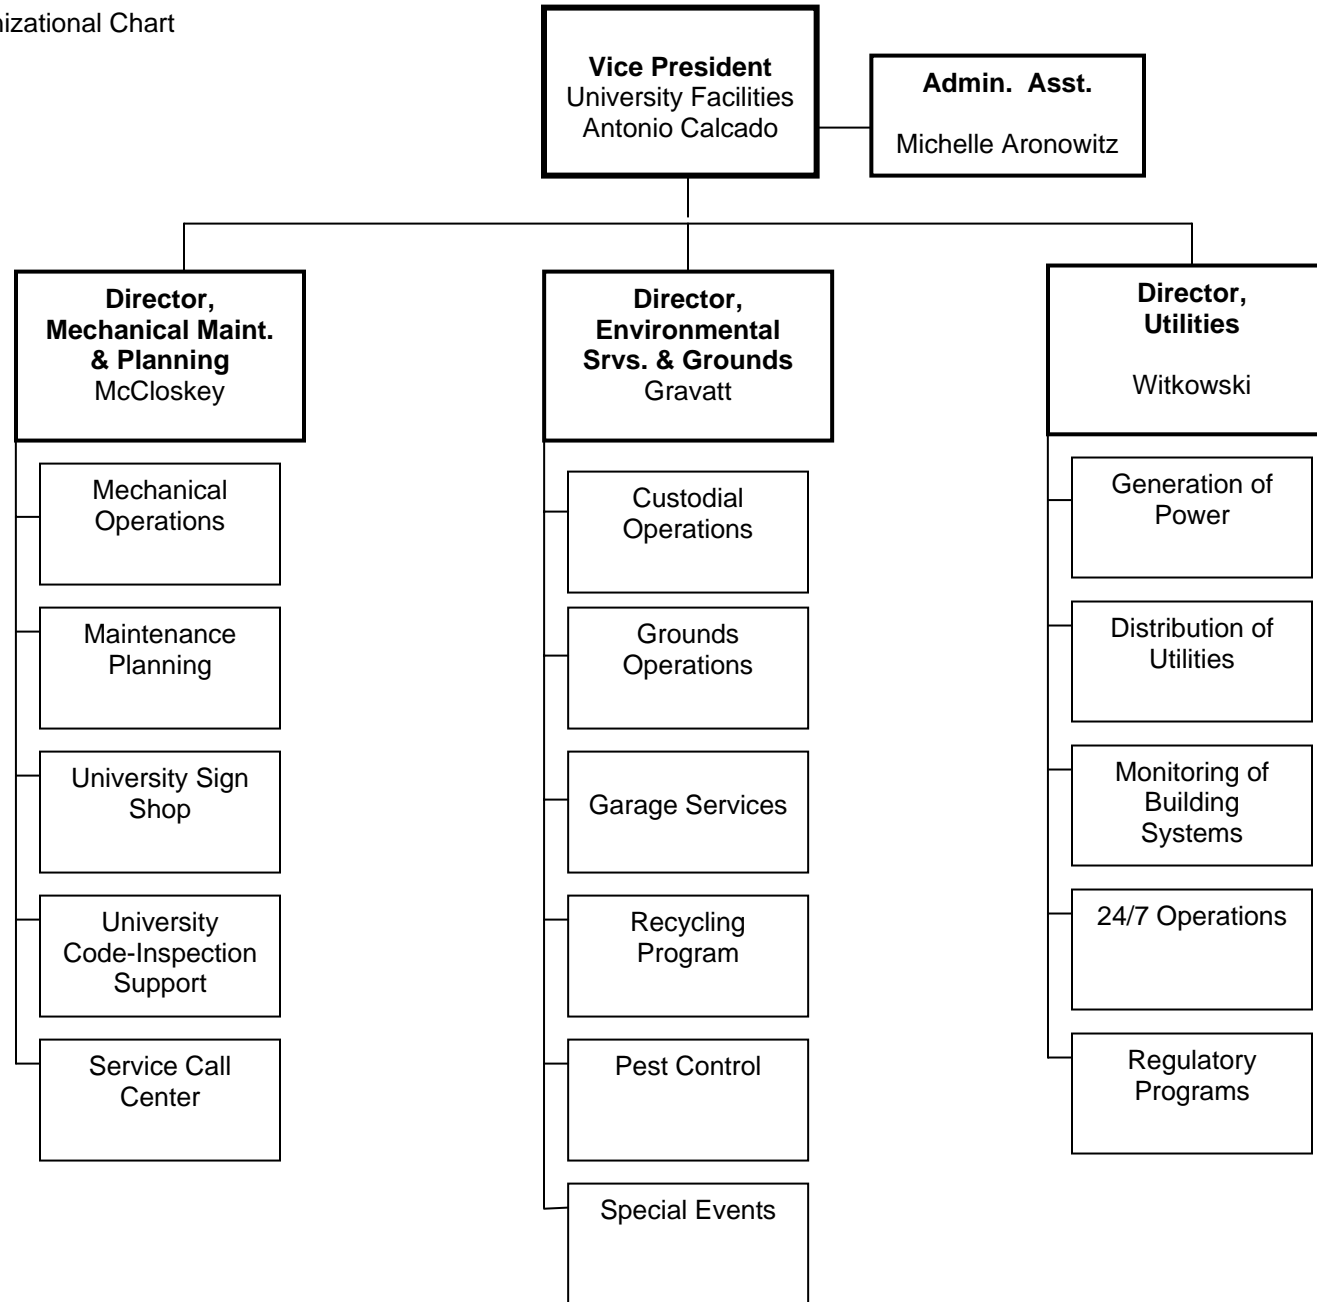 nizational Chart
Vice President
University Facilities
Antonio Calcado
Admin. Asst.
Michelle Aronowitz
Director,
Mechanical Maint.
& Planning
McCloskey
Mechanical
Operations
Maintenance
Planning
University Sign
Shop
University
Code-Inspection
Support
Service Call
Center
Director,
Environmental
Srvs. & Grounds
Gravatt
Custodial
Operations
Grounds
Operations
Garage Services
Recycling
Program
Pest Control
Special Events
Director,
Utilities
Witkowski
Generation of
Power
Distribution of
Utilities
Monitoring of
Building
Systems
24/7 Operations
Regulatory
Programs